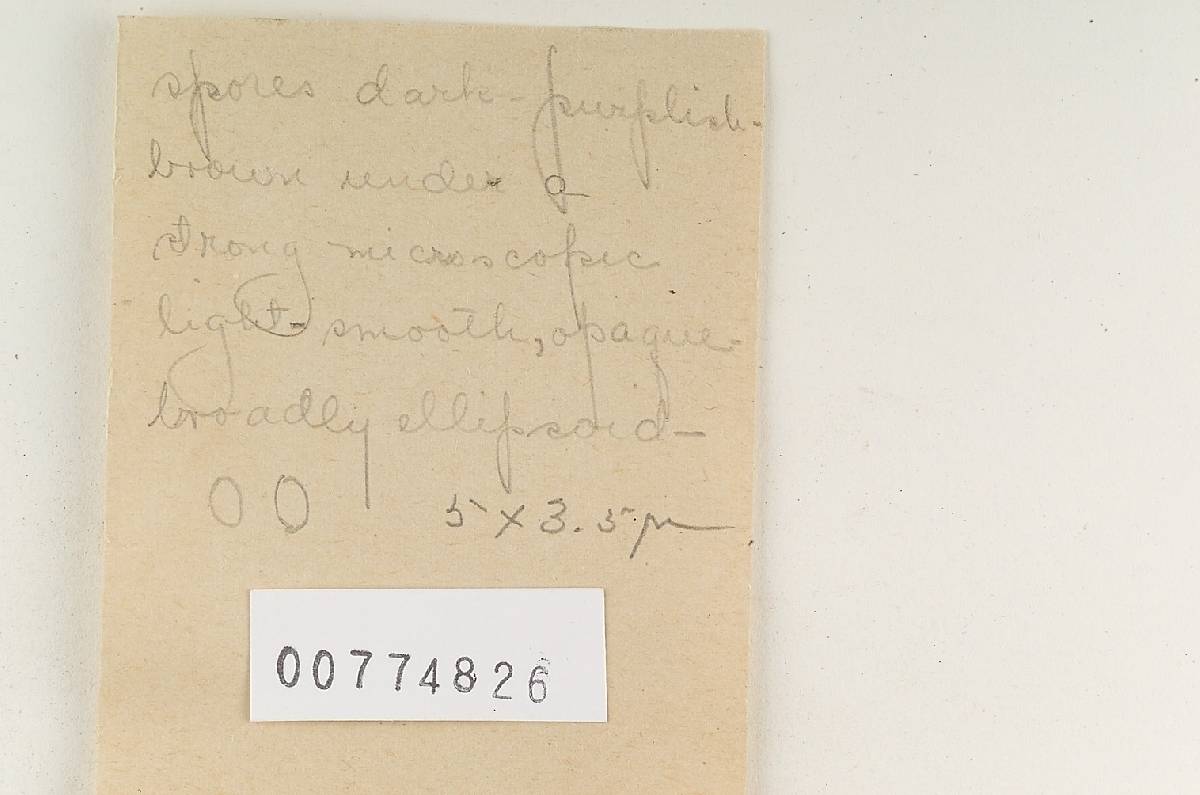 spores dark-purplish-
brown under a
strong microscopic
light - smooth, opaque -
broadly ellipsoid -
5 x 3.5 μ
00774826